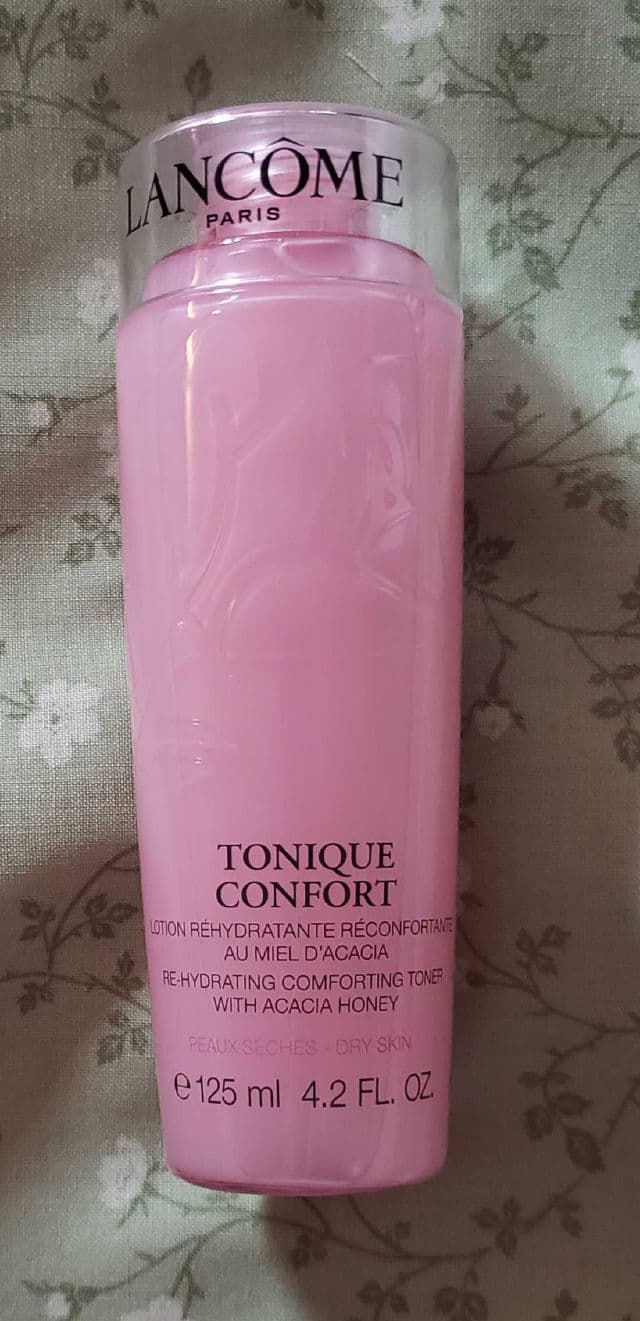 LANCÔME
PARIS
TONIQUE
CONFORT
LOTION RÉHYDRATANTE RÉCONFORTANTE
AU MIEL D'ACACIA
RE-HYDRATING COMFORTING TONER
WITH ACACIA HONEY
PEAUX SÈCHES - DRY SKIN
℮ 125 ml 4.2 FL. OZ.